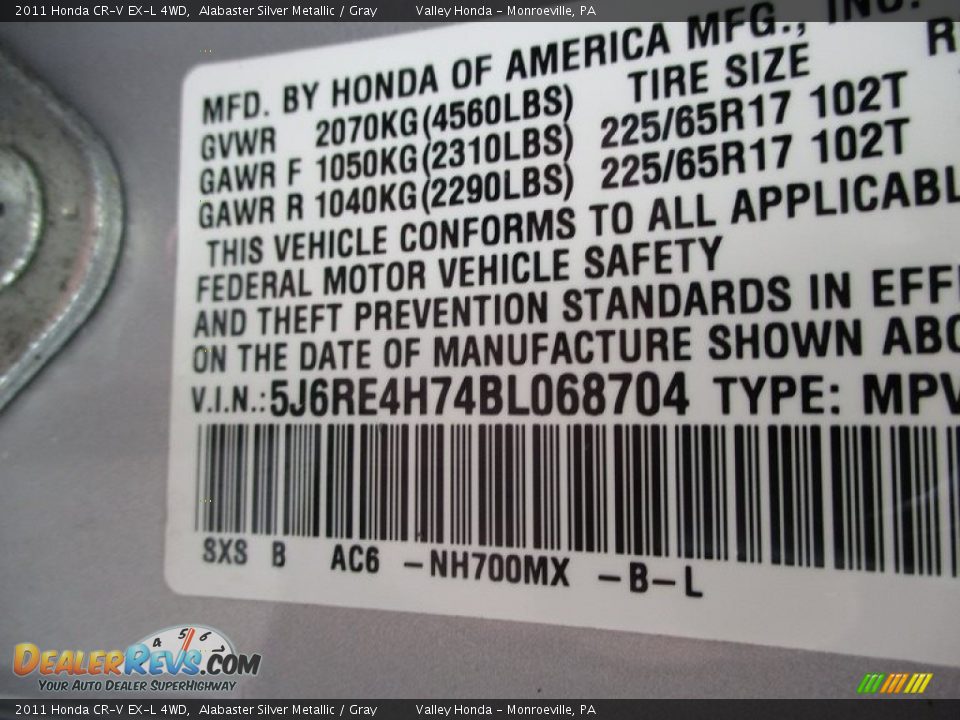 2011 Honda CR-V EX-L 4WD, Alabaster Silver Metallic / Gray Valley Honda - Monroeville, PA
MFD. BY HONDA OF AMERICA MFG., INC.
GVWR 2070KG(4560LBS) TIRE SIZE
GAWR F 1050KG(2310LBS) 225/65R17 102T
GAWR R 1040KG(2290LBS) 225/65R17 102T
THIS VEHICLE CONFORMS TO ALL APPLICABL
FEDERAL MOTOR VEHICLE SAFETY
AND THEFT PREVENTION STANDARDS IN EFF
ON THE DATE OF MANUFACTURE SHOWN ABO
V.I.N.:5J6RE4H74BL068704 TYPE: MPV
SXS B AC6 -NH700MX -B-L
4 5 6
DEALERREVS.COM
YOUR AUTO DEALER SUPERHIGHWAY
2011 Honda CR-V EX-L 4WD, Alabaster Silver Metallic / Gray Valley Honda - Monroeville, PA